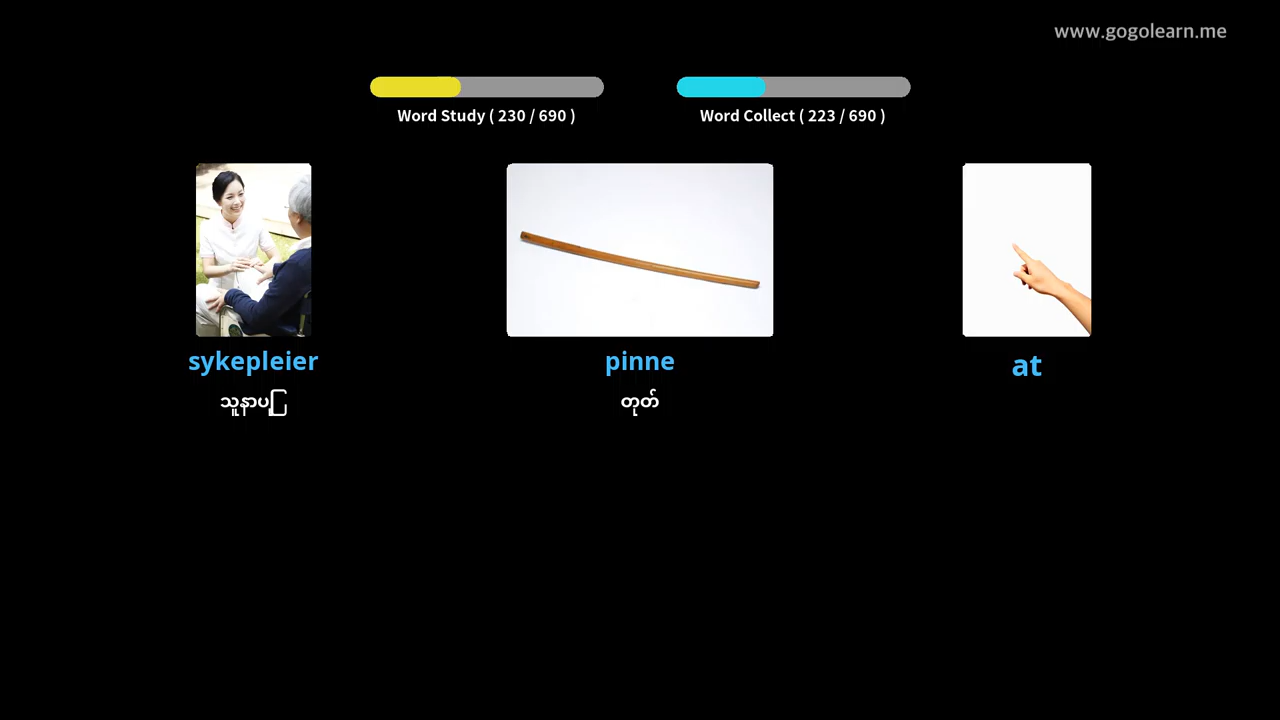 www.gogolearn.me
Word Study ( 230 / 690 )
Word Collect ( 223 / 690 )
sykepleier
pinne
at
သူနာပြု
တုတ်